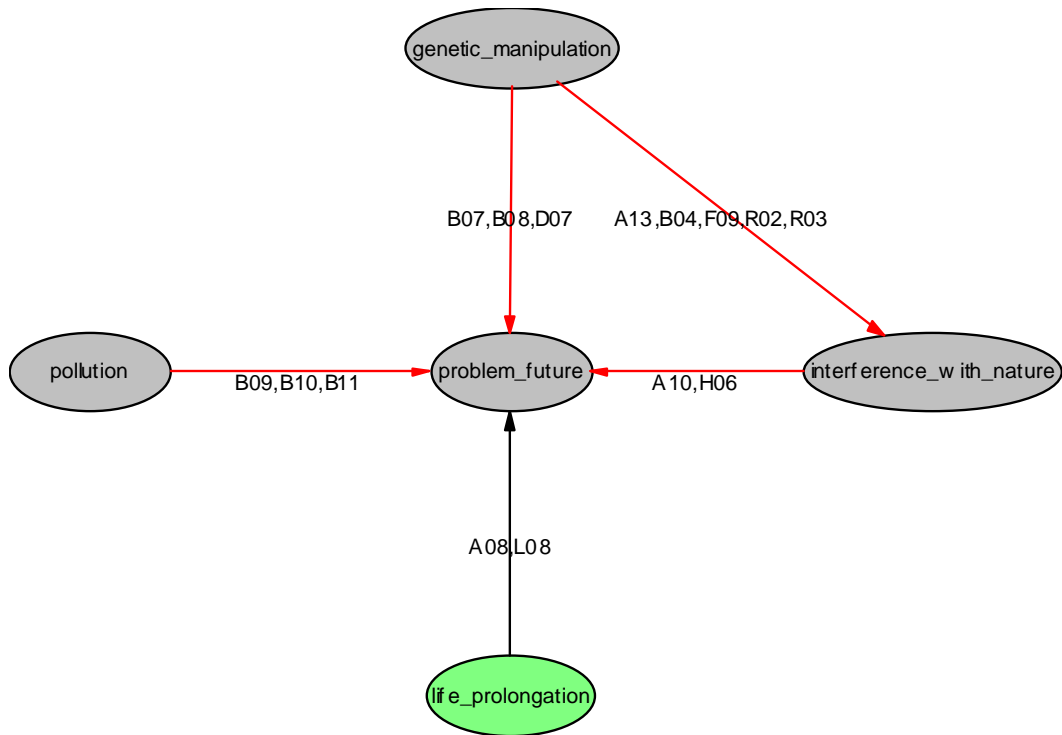 genetic_manipulation
B07,B08,D07
A13,B04,F09,R02,R03
pollution
B09,B10,B11
problem_future
A10,H06
interference_with_nature
A08,L08
life_prolongation